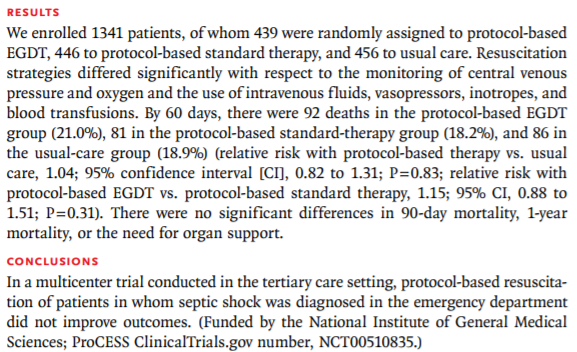 RESULTS
We enrolled 1341 patients, of whom 439 were randomly assigned to protocol-based
EGDT, 446 to protocol-based standard therapy, and 456 to usual care. Resuscitation
strategies differed significantly with respect to the monitoring of central venous
pressure and oxygen and the use of intravenous fluids, vasopressors, inotropes, and
blood transfusions. By 60 days, there were 92 deaths in the protocol-based EGDT
group (21.0%), 81 in the protocol-based standard-therapy group (18.2%), and 86 in
the usual-care group (18.9%) (relative risk with protocol-based therapy vs. usual
care, 1.04; 95% confidence interval [CI], 0.82 to 1.31; P=0.83; relative risk with
protocol-based EGDT vs. protocol-based standard therapy, 1.15; 95% CI, 0.88 to
1.51; P=0.31). There were no significant differences in 90-day mortality, 1-year
mortality, or the need for organ support.
CONCLUSIONS
In a multicenter trial conducted in the tertiary care setting, protocol-based resuscita-
tion of patients in whom septic shock was diagnosed in the emergency department
did not improve outcomes. (Funded by the National Institute of General Medical
Sciences; ProCESS ClinicalTrials.gov number, NCT00510835.)